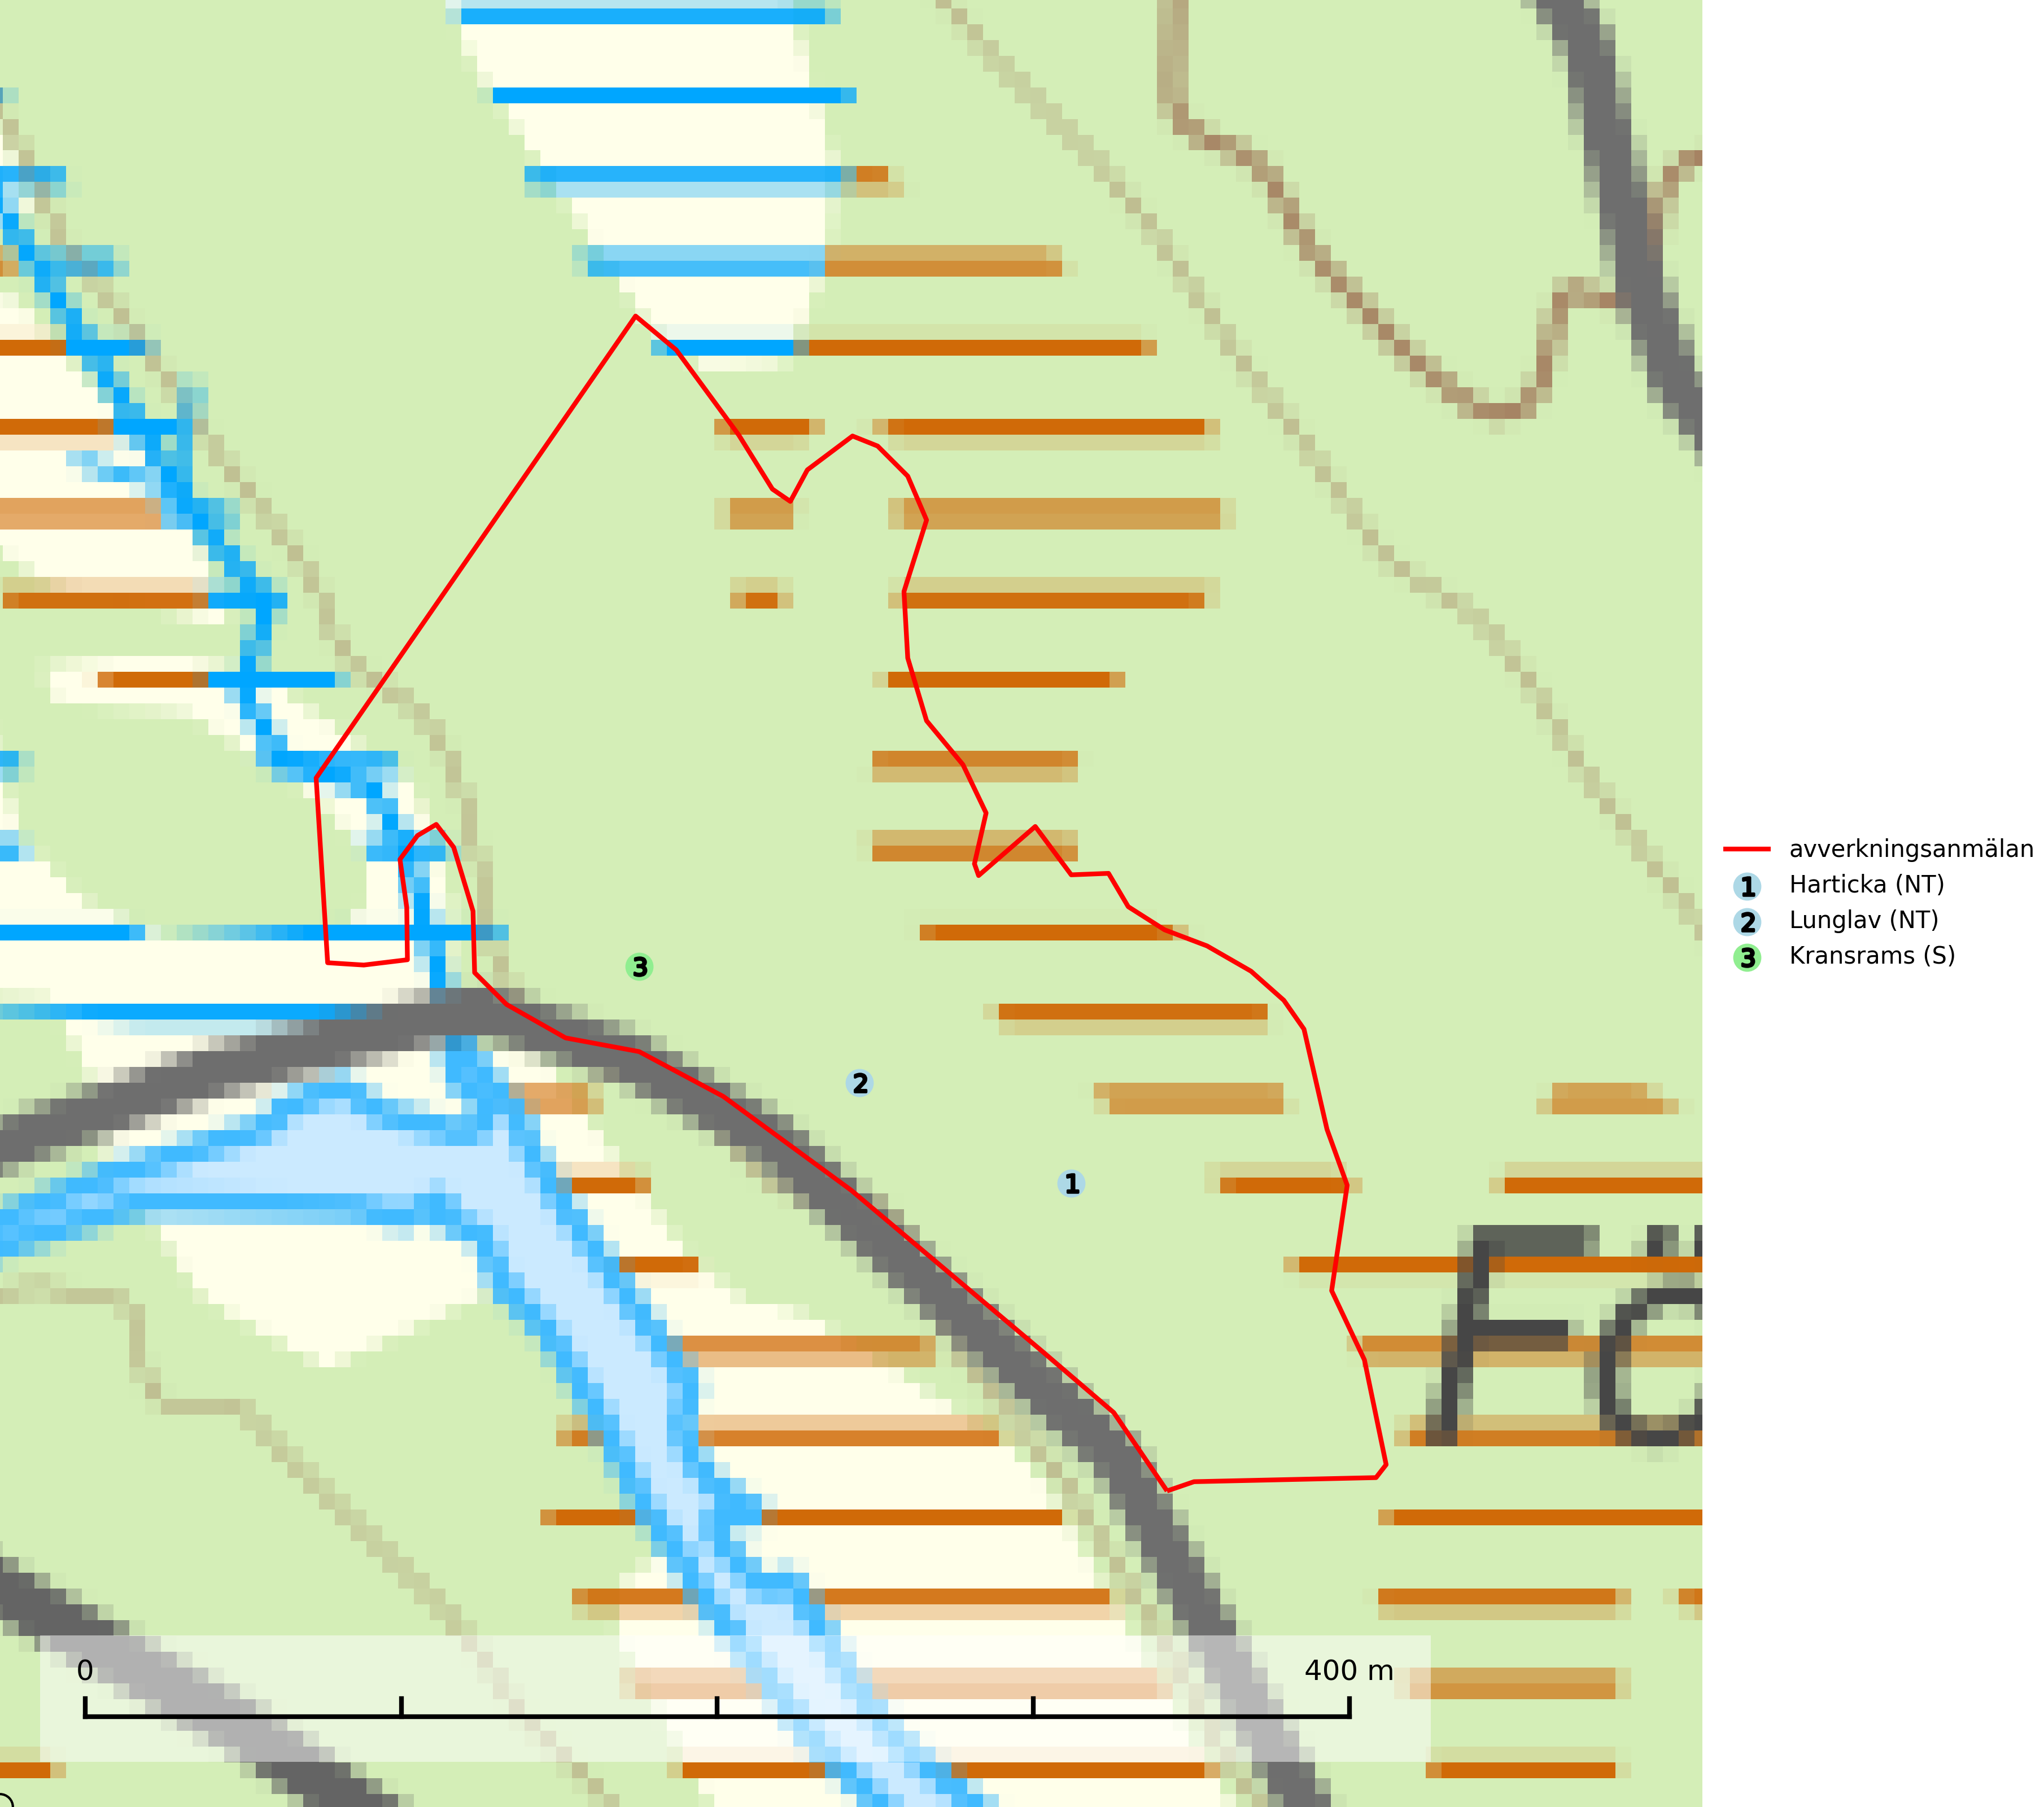 avverkningsanmälan
1 Harticka (NT)
2 Lunglav (NT)
3 Kransrams (S)
3
2
1
0
400 m